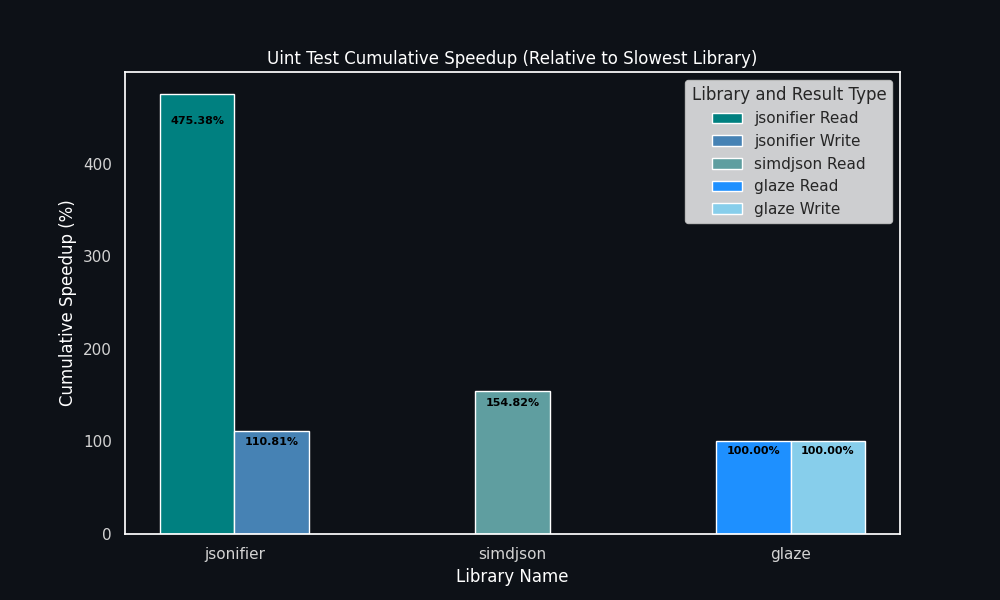 Uint Test Cumulative Speedup (Relative to Slowest Library)
Library and Result Type
jsonifier Read
jsonifier Write
simdjson Read
glaze Read
glaze Write
Cumulative Speedup (%)
400
300
200
100
0
475.38%
110.81%
154.82%
100.00%
100.00%
jsonifier
simdjson
glaze
Library Name